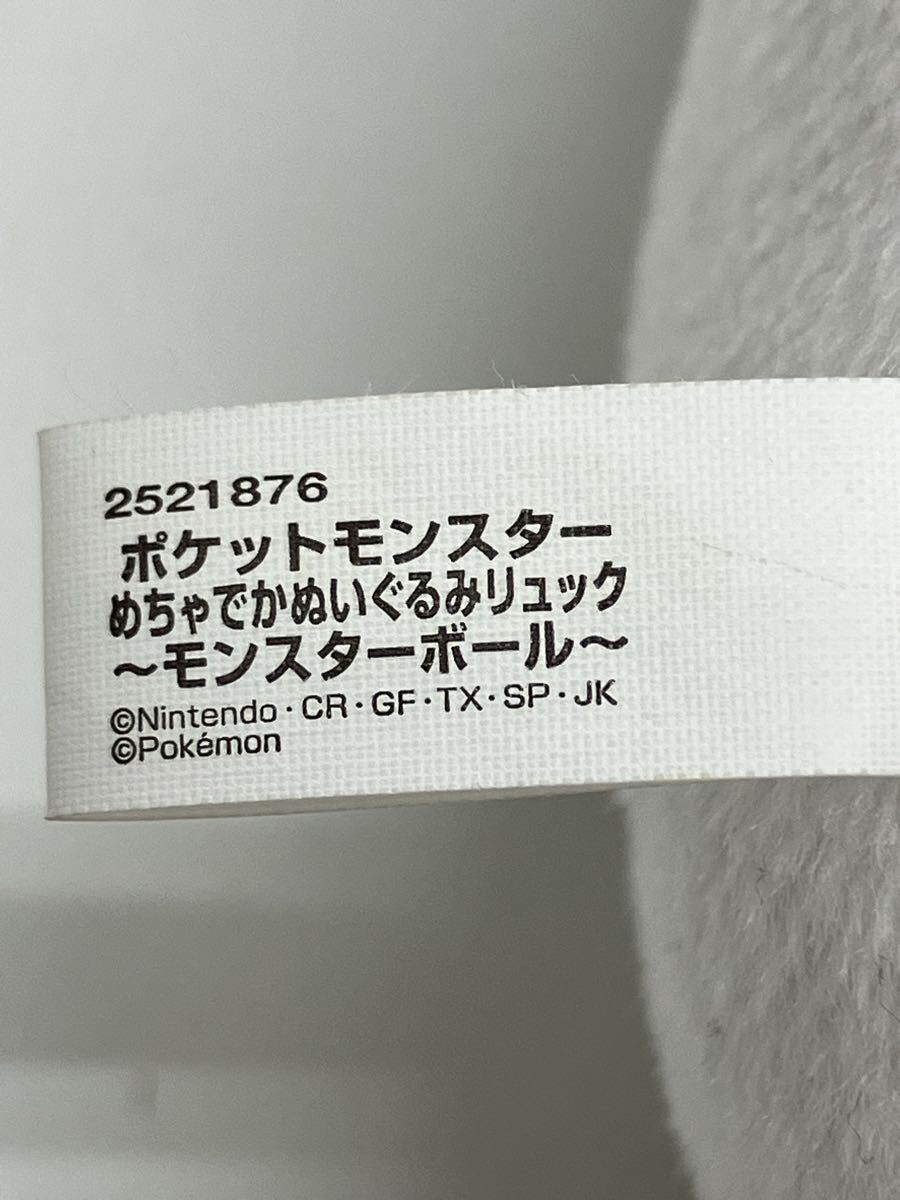 2521876
ポケットモンスター
めちゃでかぬいぐるみリュック
～モンスターボール～
©Nintendo・CR・GF・TX・SP・JK
©Pokémon